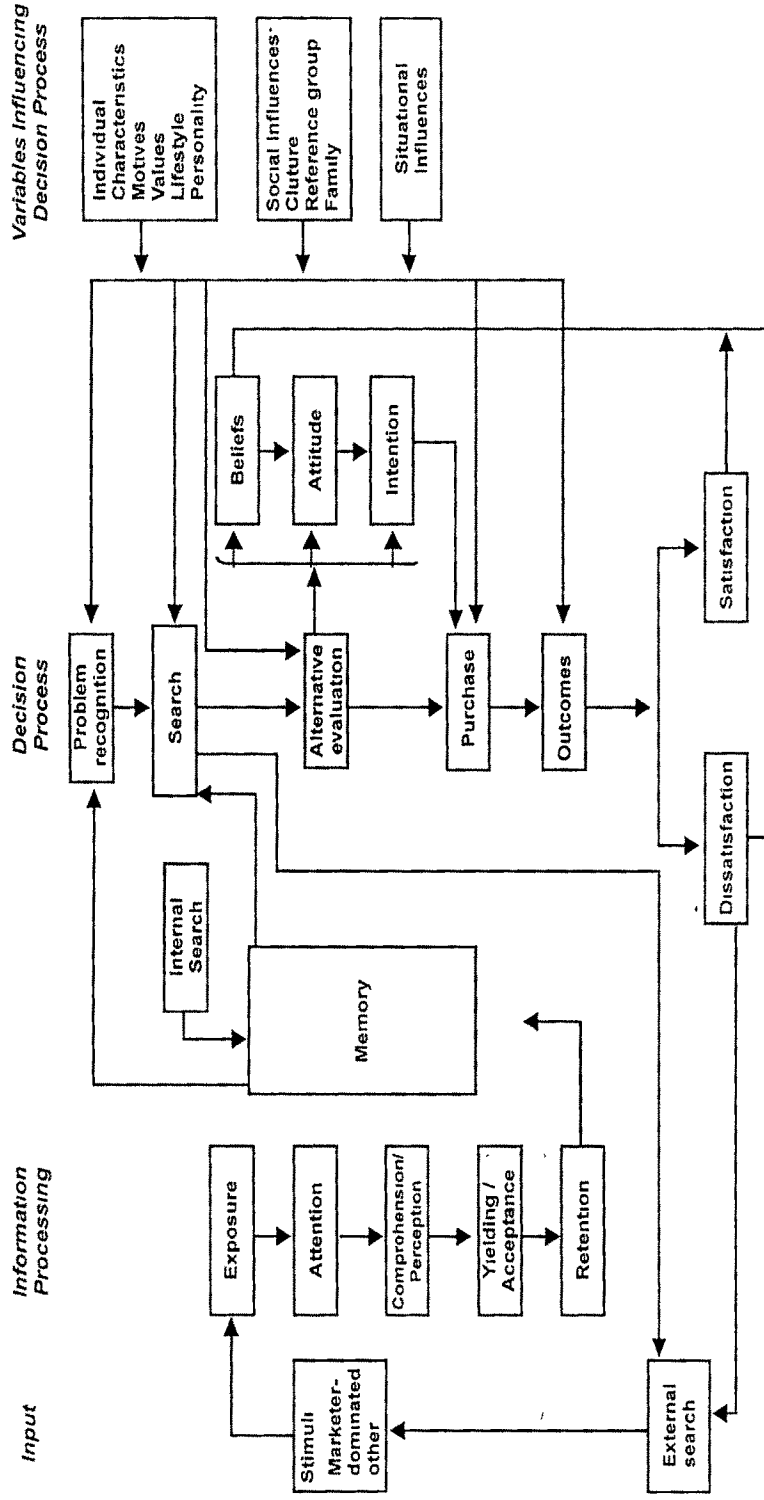 Input
Information
Processing
Decision
Process
Variables Influencing
Decision Process
Stimuli
Marketer-
dominated
other
External
search
Exposure
Attention
Comprohension/
Perception
Yielding /
Acceptance
Retention
Internal
Search
Memory
Problem
recognition
Search
Alternative
evaluation
Purchase
Outcomes
Dissatisfaction
Satisfaction
Beliefs
Attitude
Intention
Individual
Characteristics
Motives
Values
Lifestyle
Personality
Social Influences·
Cluture
Reference group
Family
Situational
Influences